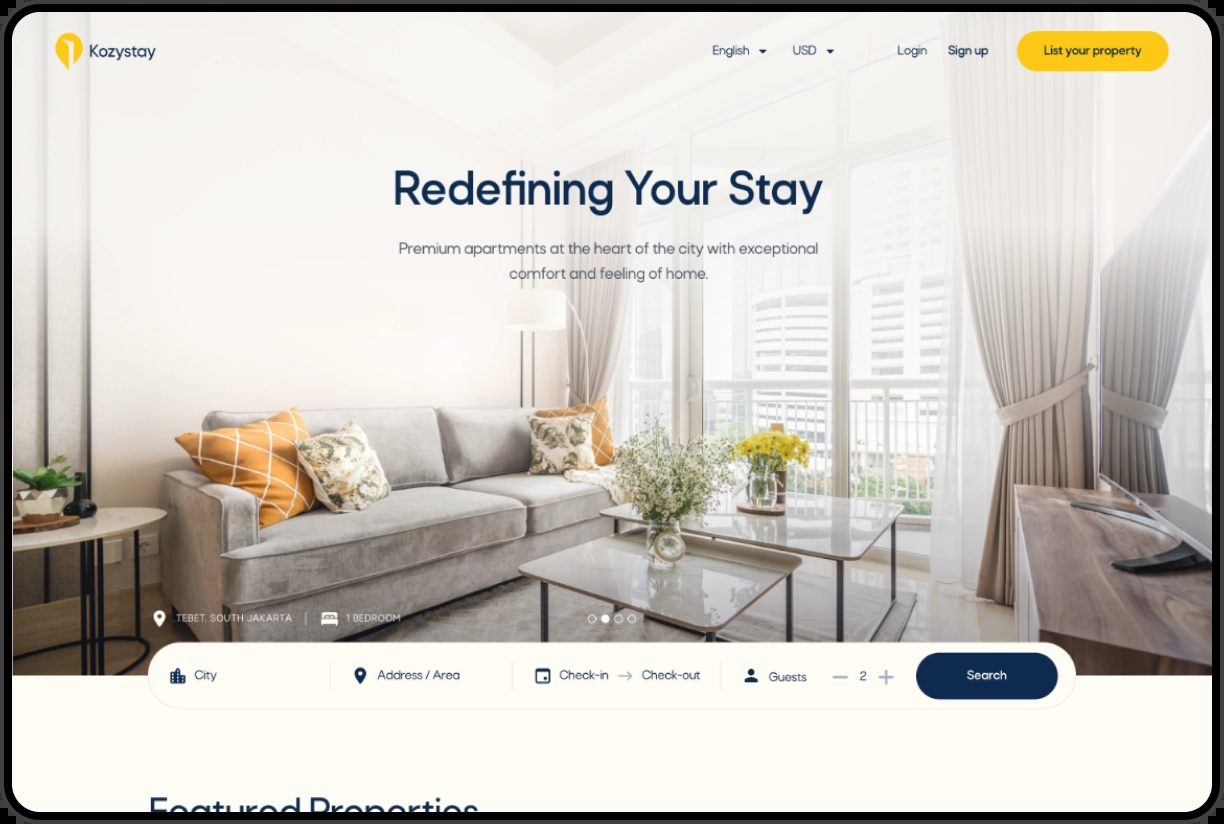 Kozystay
English
USD
Login
Sign up
List your property
Redefining Your Stay
Premium apartments at the heart of the city with exceptional
comfort and feeling of home.
TEBET, SOUTH JAKARTA | 1 BEDROOM
City
Address / Area
Check-in → Check-out
Guests
— 2 +
Search
Featured Properties